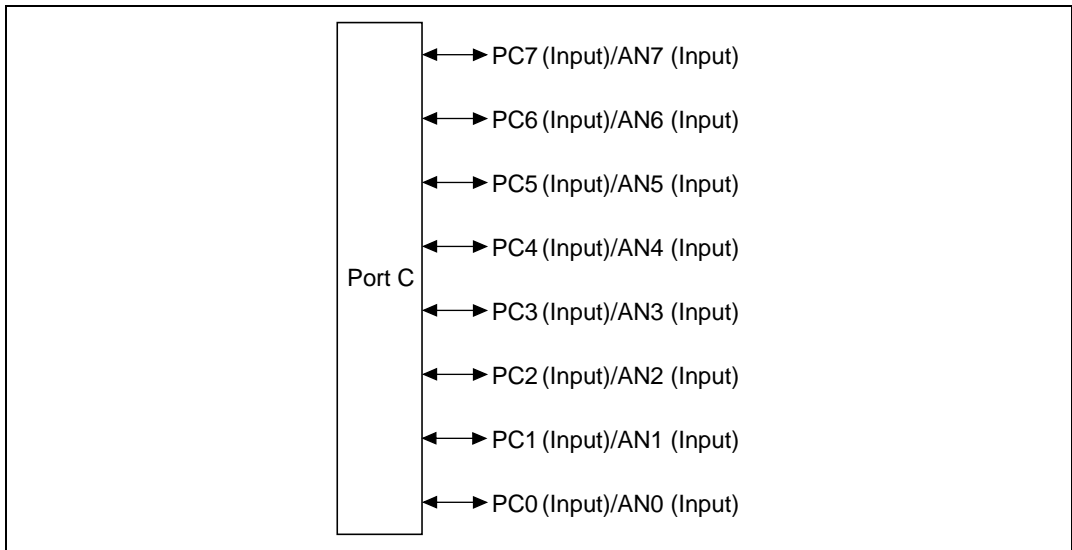 PC7 (Input)/AN7 (Input)
PC6 (Input)/AN6 (Input)
PC5 (Input)/AN5 (Input)
PC4 (Input)/AN4 (Input)
Port C
PC3 (Input)/AN3 (Input)
PC2 (Input)/AN2 (Input)
PC1 (Input)/AN1 (Input)
PC0 (Input)/AN0 (Input)